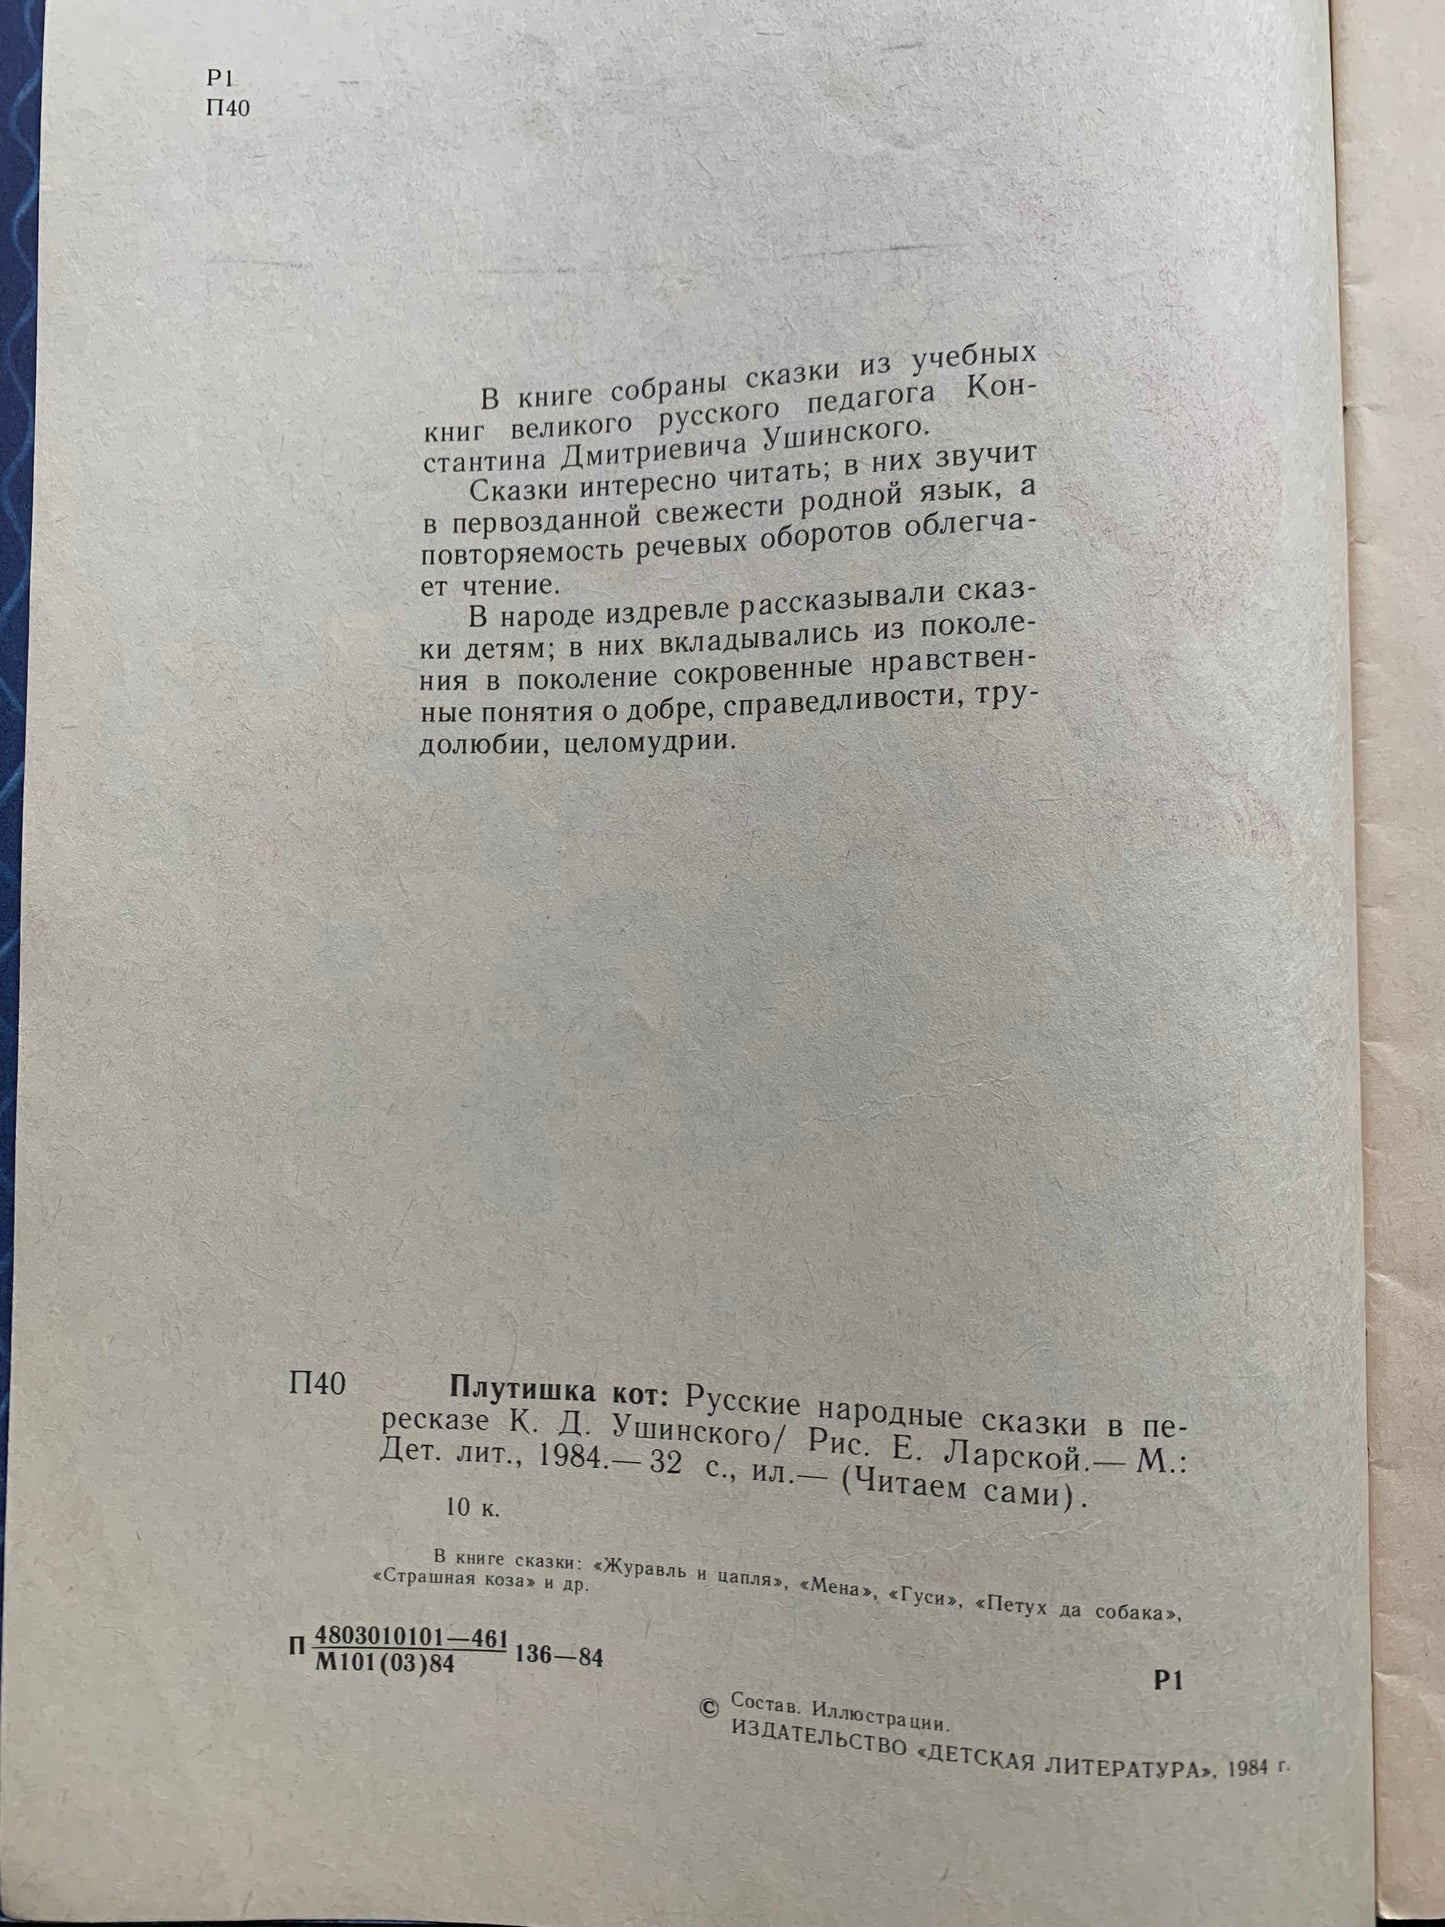 Р1
П40
В книге собраны сказки из учебных
книг великого русского педагога Кон-
стантина Дмитриевича Ушинского.
Сказки интересно читать; в них звучит
в первозданной свежести родной язык, а
повторяемость речевых оборотов облегча-
ет чтение.
В народе издревле рассказывали сказ-
ки детям; в них вкладывались из поколе-
ния в поколение сокровенные нравствен-
ные понятия о добре, справедливости, тру-
долюбии, целомудрии.
П40 Плутишка кот: Русские народные сказки в пе-
ресказе К. Д. Ушинского/ Рис. Е. Ларской.— М.:
Дет. лит., 1984.— 32 с., ил.— (Читаем сами).
10 к.
В книге сказки: «Журавль и цапля», «Мена», «Гуси», «Петух да собака»,
«Страшная коза» и др.
П 4803010101—461 136—84
М101(03)84
Р1
© Состав. Иллюстрации.
ИЗДАТЕЛЬСТВО «ДЕТСКАЯ ЛИТЕРАТУРА», 1984 г.